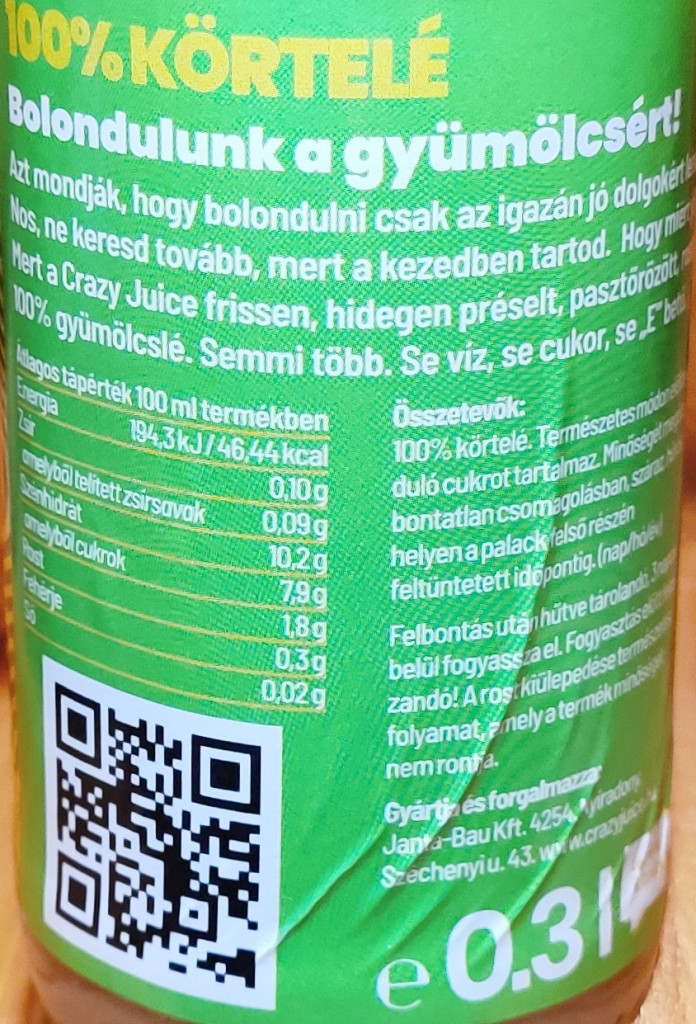 100% KÖRTELÉ
Bolondulunk a gyümölcsért!
Azt mondják, hogy bolondulni csak az igazán jó dolgokért
Nos, ne keresd tovább, mert a kezedben tartod. Hogy
Mert a Crazy Juice frissen, hidegen préselt, pasztőrözött,
100% gyümölcslé. Semmi több. Se víz, se cukor, se „E"
Átlagos tápérték 100 ml termékben
Energia 194,3 kJ / 46,44 kcal
Zsír 0,10 g
amelyből telített zsírsavak 0,09 g
Szénhidrát 10,2 g
amelyből cukrok 7,9 g
Rost 1,8 g
Fehérje 0,3 g
Só 0,02 g
Összetevők:
100% körtelé. Természetes módon
duló cukrot tartalmaz. Minőségét
bontatlan csomagolásban, száraz,
helyen a palack felső részén
feltüntetett időpontig. (nap/hó/év)
Felbontás után hűtve tárolandó, 3
belül fogyassza el. Fogyasztás
zandó! A rost kiülepedése
folyamat, amely a termék
nem rontja.
Gyártja és forgalmazza:
Janta-Bau Kft. 4254, Nyíradony,
Széchenyi u. 43. www.crazyjuice.
e 0.3 l